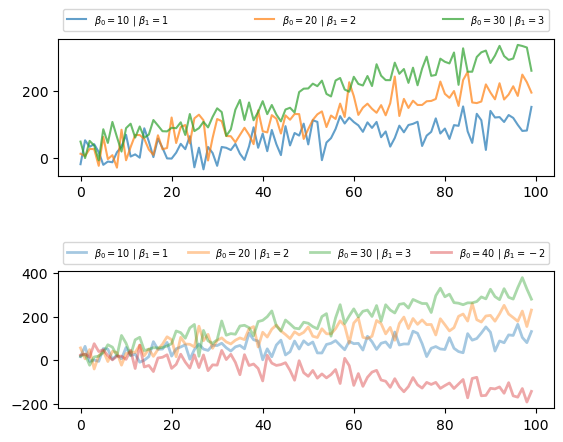 β₀ = 10 | β₁ = 1 β₀ = 20 | β₁ = 2 β₀ = 30 | β₁ = 3
200
0
0 20 40 60 80 100
β₀ = 10 | β₁ = 1 β₀ = 20 | β₁ = 2 β₀ = 30 | β₁ = 3 β₀ = 40 | β₁ = −2
400
200
0
−200
0 20 40 60 80 100